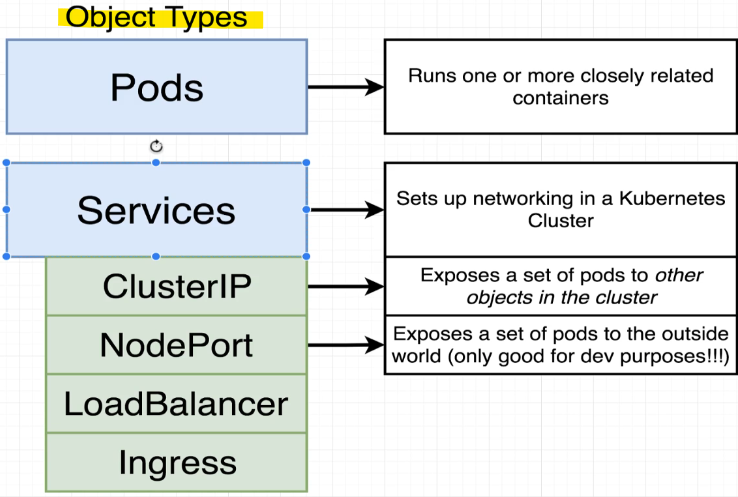 Object Types
Pods
Runs one or more closely related
containers
Services
Sets up networking in a Kubernetes
Cluster
ClusterIP
Exposes a set of pods to other
objects in the cluster
NodePort
Exposes a set of pods to the outside
world (only good for dev purposes!!!)
LoadBalancer
Ingress